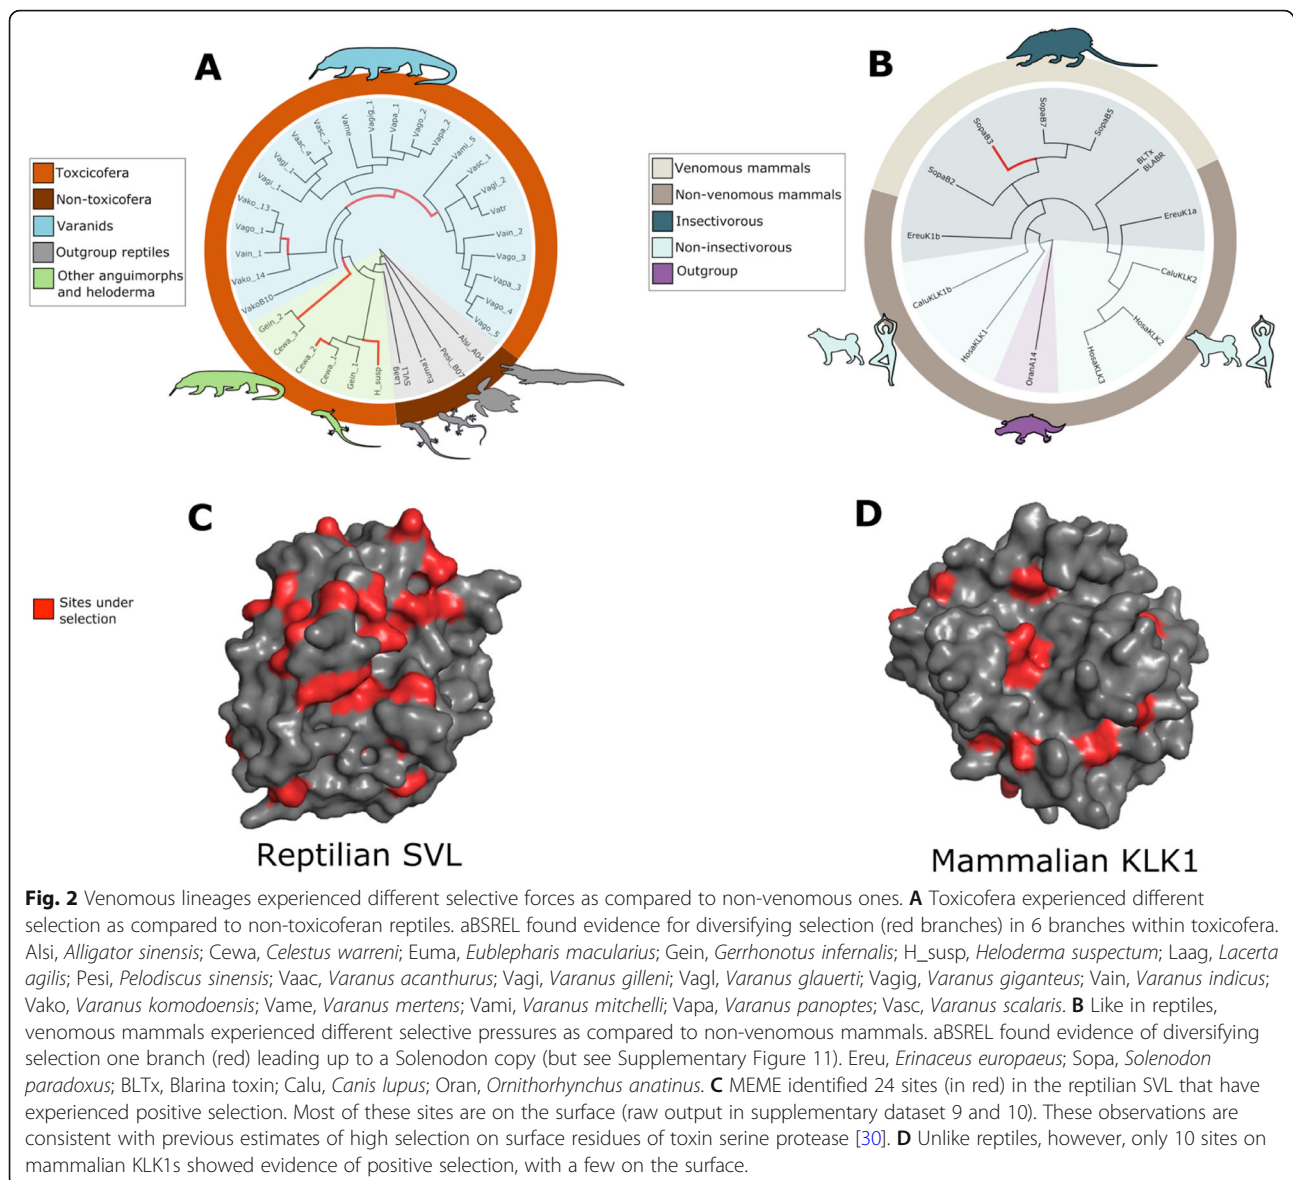 A
B
Toxcicofera
Non-toxicofera
Varanids
Outgroup reptiles
Other anguimorphs
and heloderma
Vako_13
Vago_1
Vain_1
Vako_14
VakoB10
Vagi_1
Vagl_1
Vaac_4
Vasc_2
Vame
Vagig_1
Vapa_1
Vago_2
Vapa_2
Vami_5
Vasc_1
Vagl_2
Vatr
Vain_2
Vago_3
Vapa_3
Vago_4
Vago_5
Alsi_A04
Pesi_B07
Euma1
SVL1
Laag
H_susp
Gein_1
Cewa_1
Cewa_2
Cewa_3
Gein_2
Venomous mammals
Non-venomous mammals
Insectivorous
Non-insectivorous
Outgroup
SopaB3
SopaB7
SopaB5
BLTx
BLABR
EreuK1a
CaluKLK2
HosaKLK2
HosaKLK3
OranA14
HosaKLK1
CaluKLK1b
EreuK1b
SopaB2
C
D
Sites under
selection
Reptilian SVL
Mammalian KLK1
Fig. 2 Venomous lineages experienced different selective forces as compared to non-venomous ones. A Toxicofera experienced different
selection as compared to non-toxicoferan reptiles. aBSREL found evidence for diversifying selection (red branches) in 6 branches within toxicofera.
Alsi, Alligator sinensis; Cewa, Celestus warreni; Euma, Eublepharis macularius; Gein, Gerrhonotus infernalis; H_susp, Heloderma suspectum; Laag, Lacerta
agilis; Pesi, Pelodiscus sinensis; Vaac, Varanus acanthurus; Vagi, Varanus gilleni; Vagl, Varanus glauerti; Vagig, Varanus giganteus; Vain, Varanus indicus;
Vako, Varanus komodoensis; Vame, Varanus mertens; Vami, Varanus mitchelli; Vapa, Varanus panoptes; Vasc, Varanus scalaris. B Like in reptiles,
venomous mammals experienced different selective pressures as compared to non-venomous mammals. aBSREL found evidence of diversifying
selection one branch (red) leading up to a Solenodon copy (but see Supplementary Figure 11). Ereu, Erinaceus europaeus; Sopa, Solenodon
paradoxus; BLTx, Blarina toxin; Calu, Canis lupus; Oran, Ornithorhynchus anatinus. C MEME identified 24 sites (in red) in the reptilian SVL that have
experienced positive selection. Most of these sites are on the surface (raw output in supplementary dataset 9 and 10). These observations are
consistent with previous estimates of high selection on surface residues of toxin serine protease [30]. D Unlike reptiles, however, only 10 sites on
mammalian KLK1s showed evidence of positive selection, with a few on the surface.